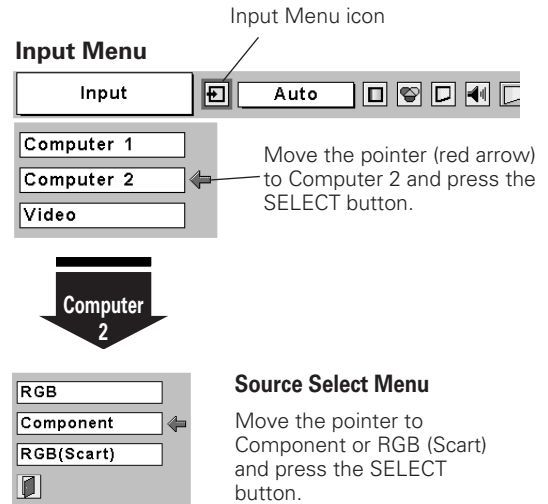 Input Menu icon
Input Menu
Input
Auto
Computer 1
Computer 2
Video
Move the pointer (red arrow)
to Computer 2 and press the
SELECT button.
Computer
2
RGB
Component
RGB(Scart)
Source Select Menu
Move the pointer to
Component or RGB (Scart)
and press the SELECT
button.